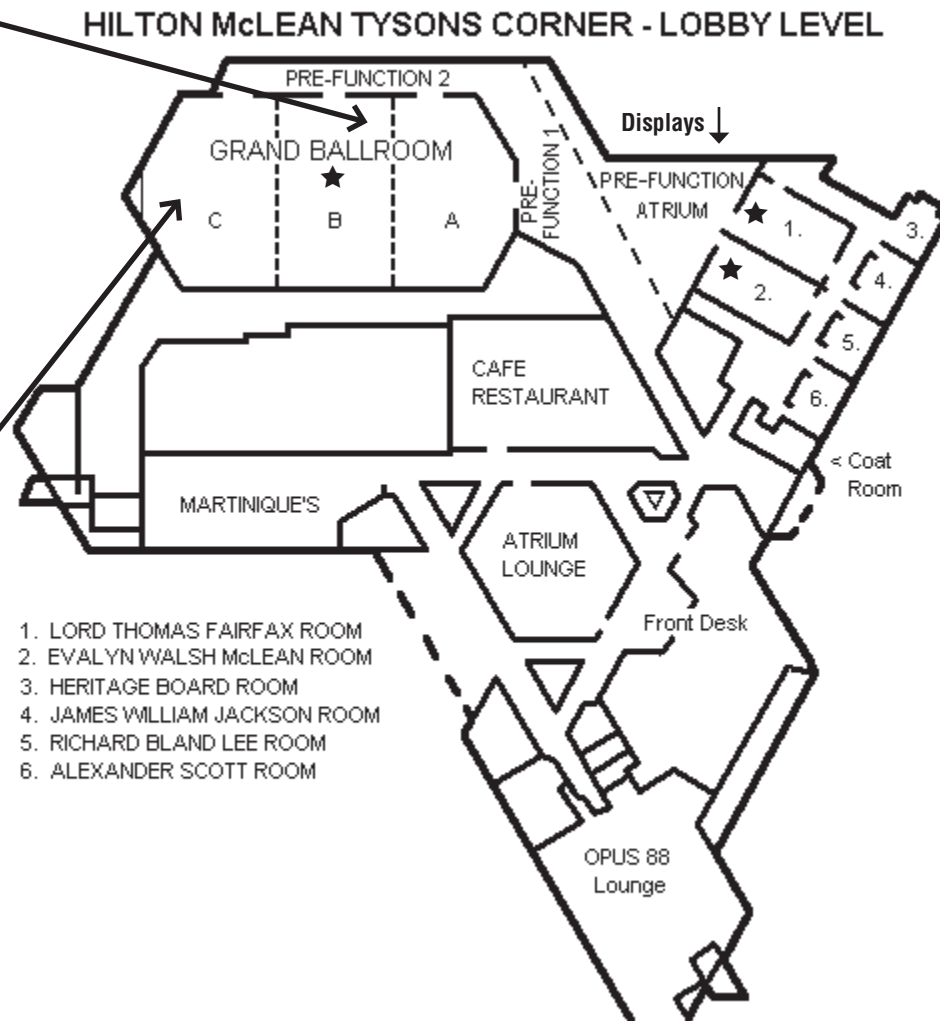 HILTON McLEAN TYSONS CORNER - LOBBY LEVEL
PRE-FUNCTION 2
Displays
GRAND BALLROOM
PRE-
FUNCTION 1
PRE-FUNCTION
ATRIUM
C
B
A
1.
2.
3.
4.
5.
6.
CAFE
RESTAURANT
< Coat
Room
MARTINIQUE'S
ATRIUM
LOUNGE
Front Desk
1. LORD THOMAS FAIRFAX ROOM
2. EVALYN WALSH McLEAN ROOM
3. HERITAGE BOARD ROOM
4. JAMES WILLIAM JACKSON ROOM
5. RICHARD BLAND LEE ROOM
6. ALEXANDER SCOTT ROOM
OPUS 88
Lounge